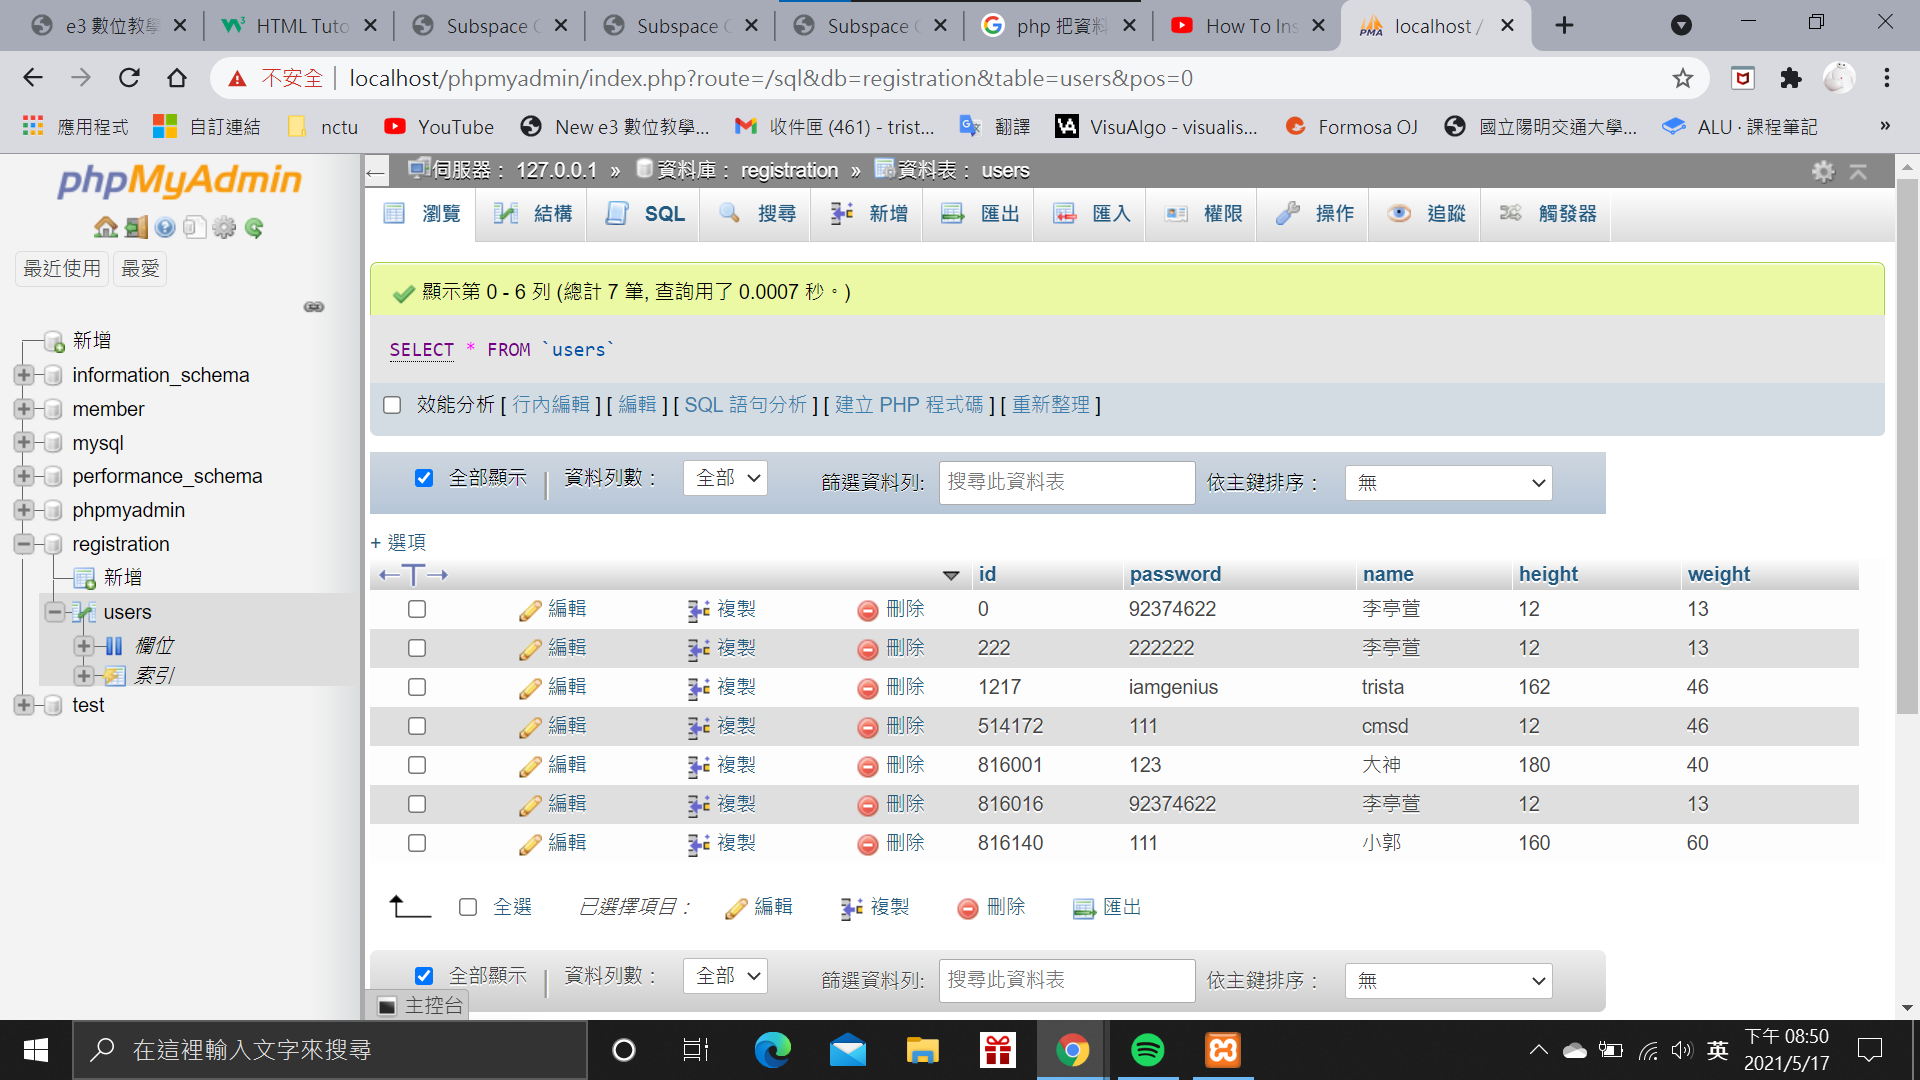 e3 數位教學
HTML Tuto
Subspace
Subspace
Subspace
php 把資料
How To Ins
localhost /
不安全
localhost/phpmyadmin/index.php?route=/sql&db=registration&table=users&pos=0
應用程式
自訂連結
nctu
YouTube
New e3 數位教學...
收件匣 (461) - trist...
翻譯
VisuAlgo - visualis...
Formosa OJ
國立陽明交通大學...
ALU · 課程筆記
»
phpMyAdmin
最近使用 最愛
新增
information_schema
member
mysql
performance_schema
phpmyadmin
registration
新增
users
欄位
索引
test
伺服器： 127.0.0.1 » 資料庫： registration » 資料表： users
瀏覽 結構 SQL 搜尋 新增 匯出 匯入 權限 操作 追蹤 觸發器
顯示第 0 - 6 列 (總計 7 筆, 查詢用了 0.0007 秒。)
SELECT * FROM `users`
效能分析 [ 行內編輯 ] [ 編輯 ] [ SQL 語句分析 ] [ 建立 PHP 程式碼 ] [ 重新整理 ]
全部顯示 | 資料列數： 全部 篩選資料列: 搜尋此資料表 依主鍵排序： 無
+ 選項
←T→ id password name height weight
編輯 複製 刪除 0 92374622 李亭萱 12 13
編輯 複製 刪除 222 222222 李亭萱 12 13
編輯 複製 刪除 1217 iamgenius trista 162 46
編輯 複製 刪除 514172 111 cmsd 12 46
編輯 複製 刪除 816001 123 大神 180 40
編輯 複製 刪除 816016 92374622 李亭萱 12 13
編輯 複製 刪除 816140 111 小郭 160 60
全選 已選擇項目： 編輯 複製 刪除 匯出
全部顯示 | 資料列數： 全部 篩選資料列: 搜尋此資料表 依主鍵排序： 無
主控台
在這裡輸入文字來搜尋
英
下午 08:50
2021/5/17